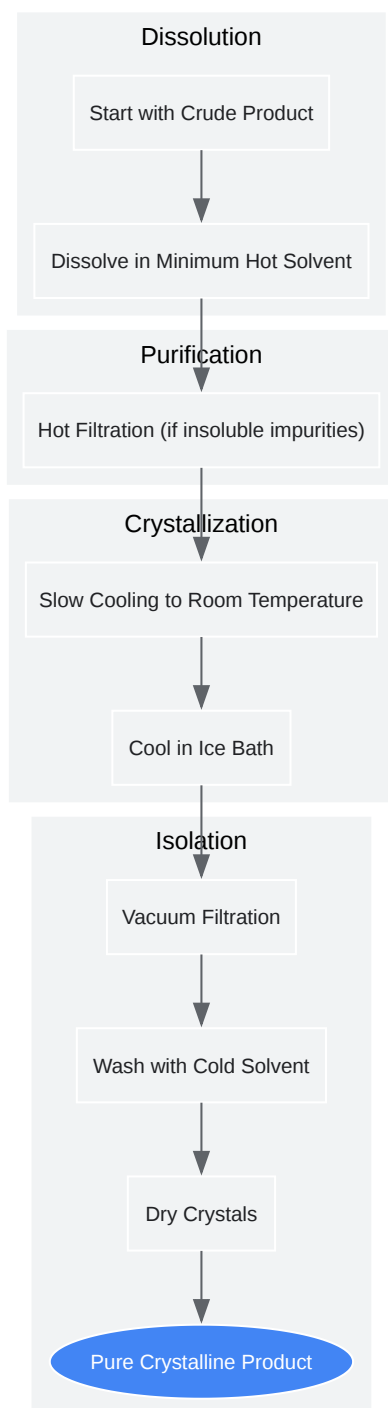 Dissolution
Start with Crude Product
Dissolve in Minimum Hot Solvent
Purification
Hot Filtration (if insoluble impurities)
Crystallization
Slow Cooling to Room Temperature
Cool in Ice Bath
Isolation
Vacuum Filtration
Wash with Cold Solvent
Dry Crystals
Pure Crystalline Product